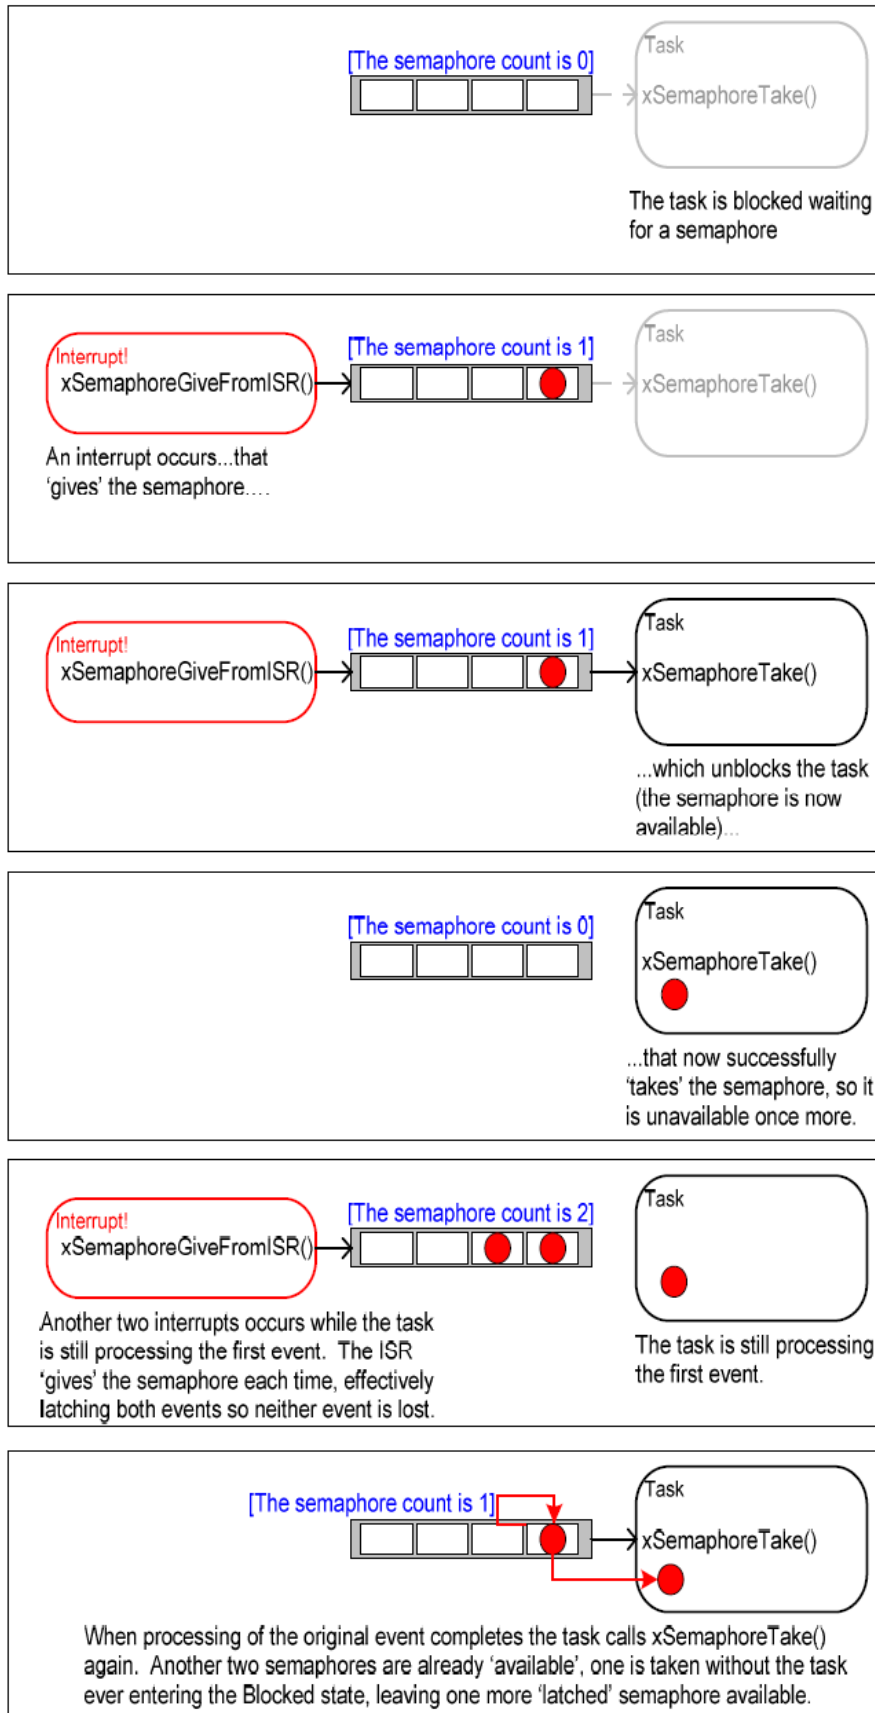 [The semaphore count is 0]
Task
xSemaphoreTake()
The task is blocked waiting
for a semaphore
Interrupt!
xSemaphoreGiveFromISR()
[The semaphore count is 1]
Task
xSemaphoreTake()
An interrupt occurs...that
‘gives’ the semaphore....
Interrupt!
xSemaphoreGiveFromISR()
[The semaphore count is 1]
Task
xSemaphoreTake()
...which unblocks the task
(the semaphore is now
available)...
[The semaphore count is 0]
Task
xSemaphoreTake()
...that now successfully
‘takes’ the semaphore, so it
is unavailable once more.
Interrupt!
xSemaphoreGiveFromISR()
[The semaphore count is 2]
Task
Another two interrupts occurs while the task
is still processing the first event. The ISR
‘gives’ the semaphore each time, effectively
latching both events so neither event is lost.
The task is still processing
the first event.
[The semaphore count is 1]
Task
xSemaphoreTake()
When processing of the original event completes the task calls xSemaphoreTake()
again. Another two semaphores are already ‘available’, one is taken without the task
ever entering the Blocked state, leaving one more ‘latched’ semaphore available.